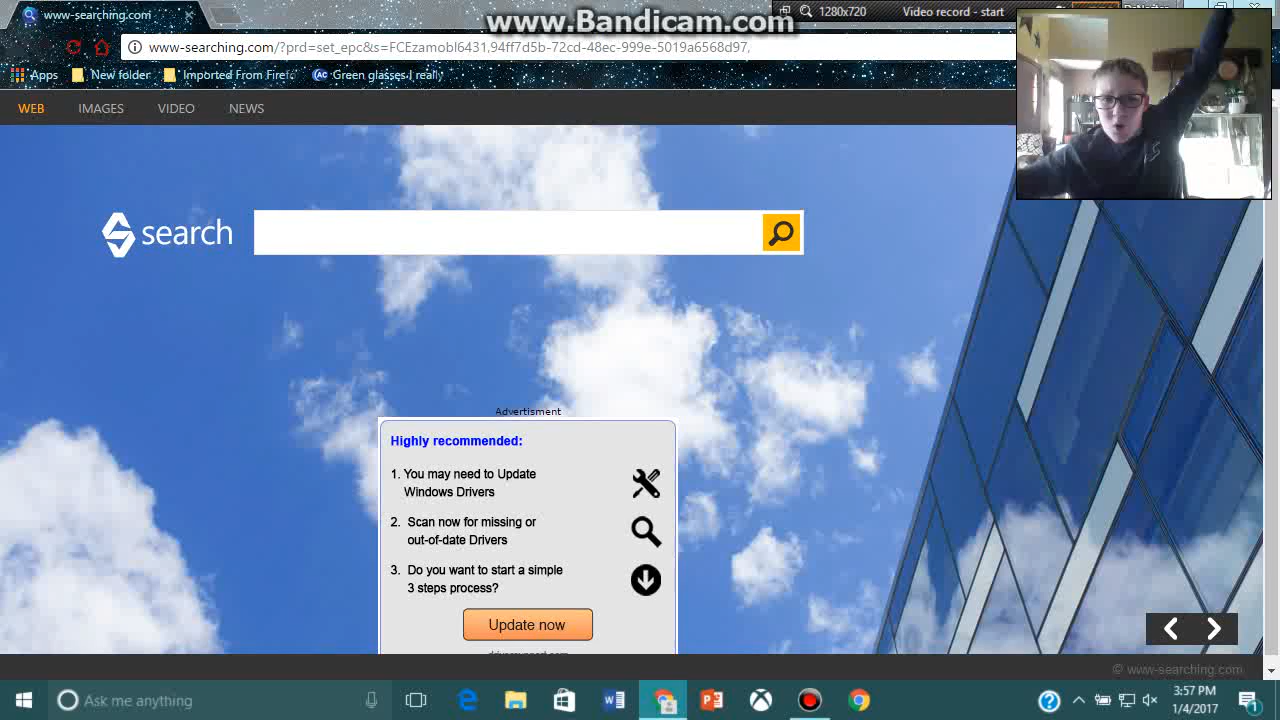 www.Bandicam.com
www-searching.com
1280x720
Video record - start
www-searching.com/?prd=set_epc&s=FCEzamobl6431,94ff7d5b-72cd-48ec-999e-5019a6568d97,
Apps
New folder
Imported From Firef
Green glasses-I reall
WEB
IMAGES
VIDEO
NEWS
search
Advertisment
Highly recommended:
1. You may need to Update
Windows Drivers
2. Scan now for missing or
out-of-date Drivers
3. Do you want to start a simple
3 steps process?
Update now
© www-searching.com
Ask me anything
3:57 PM
1/4/2017